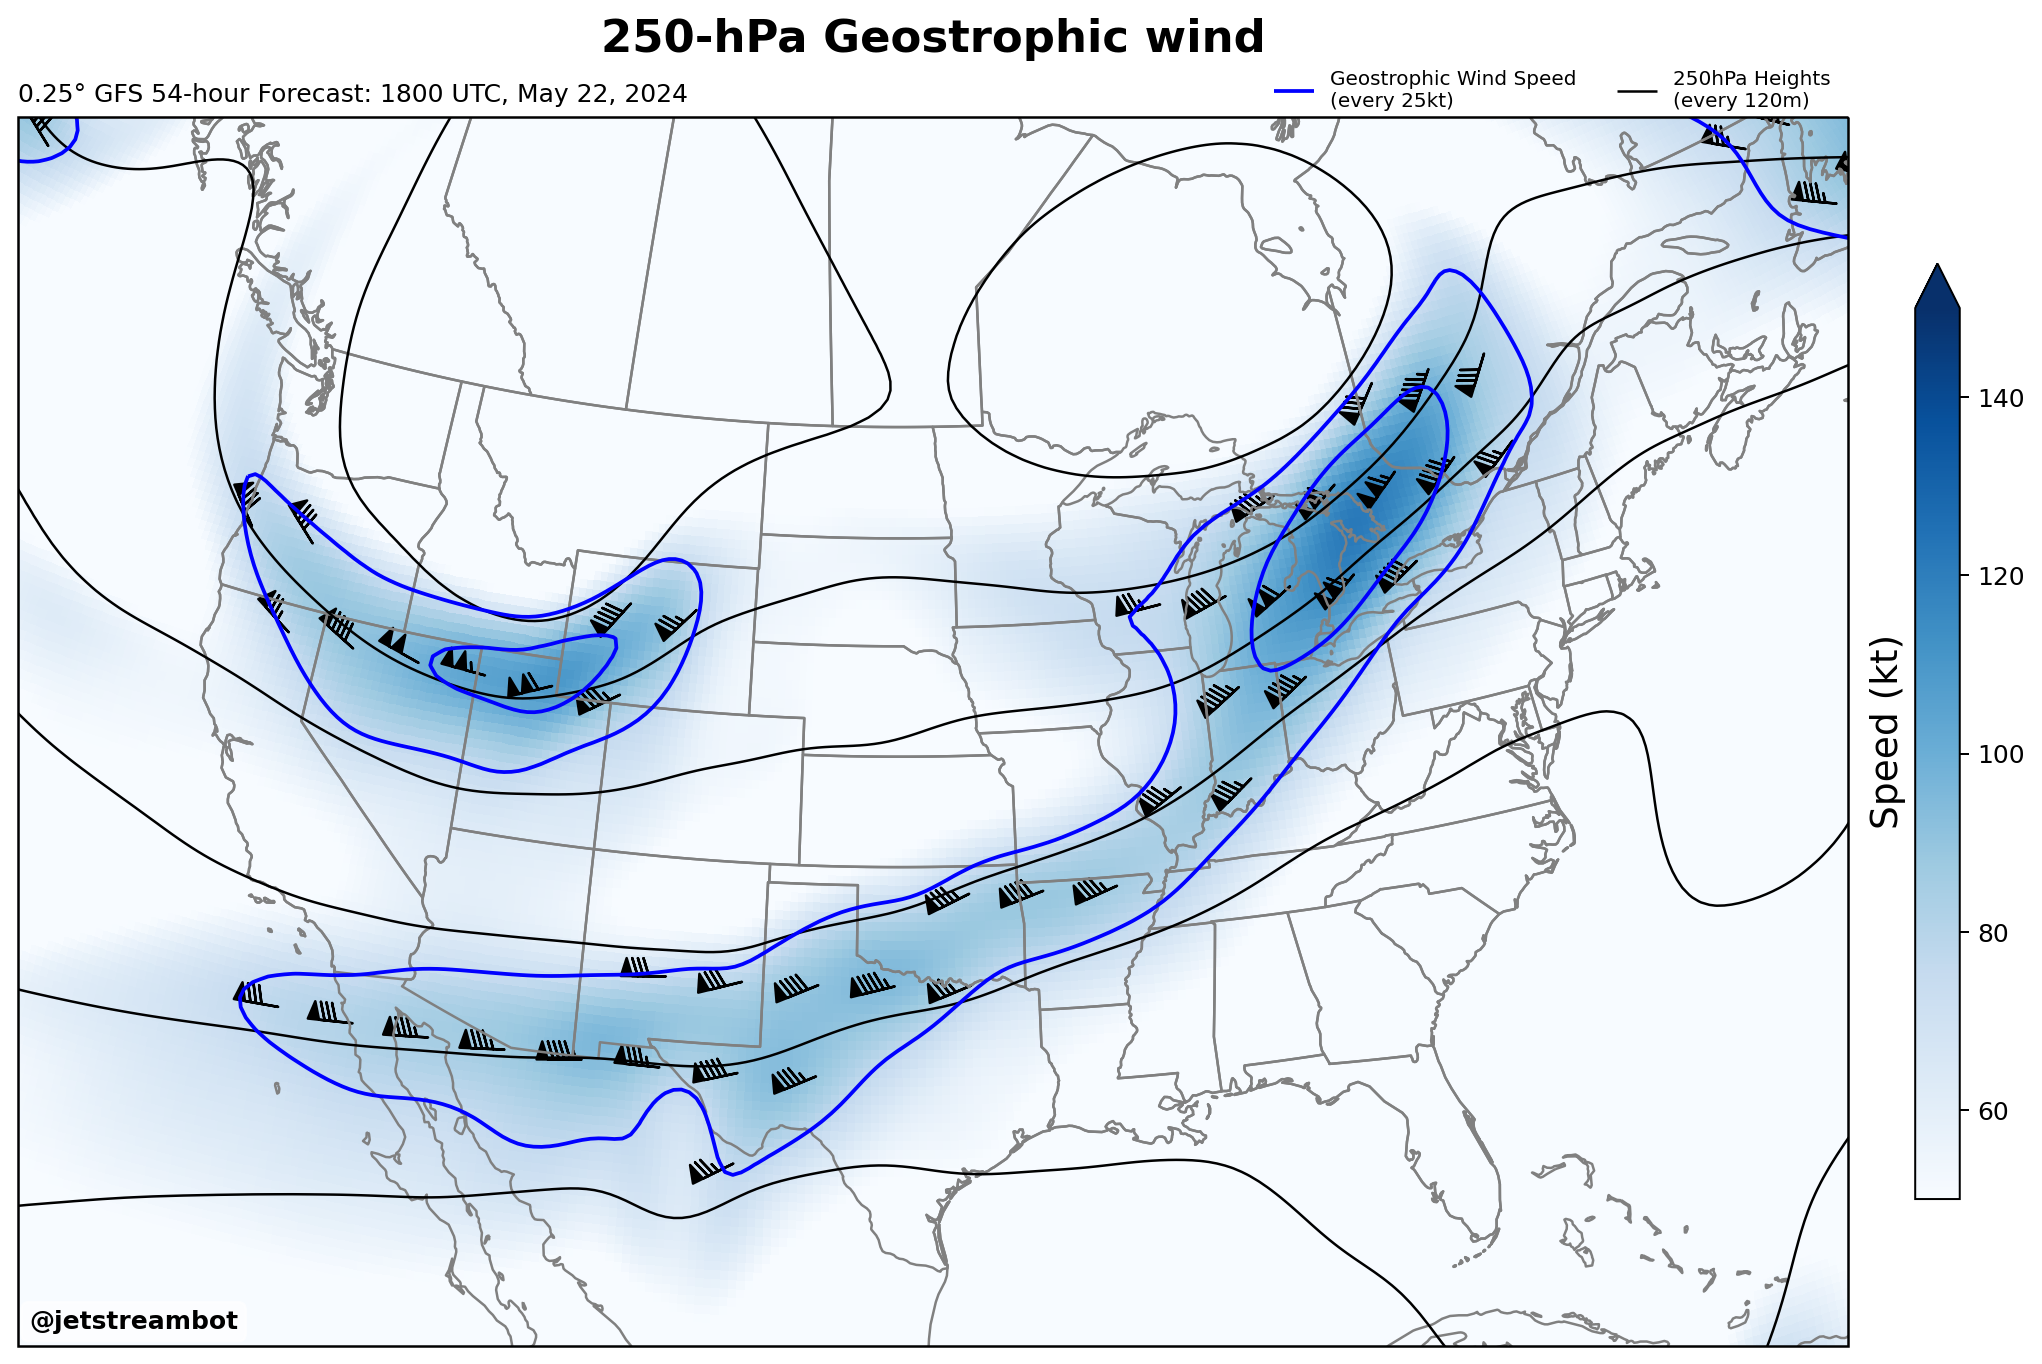 250-hPa Geostrophic wind
0.25° GFS 54-hour Forecast: 1800 UTC, May 22, 2024
Geostrophic Wind Speed
(every 25kt)
250hPa Heights
(every 120m)
140
120
100
80
60
Speed (kt)
@jetstreambot